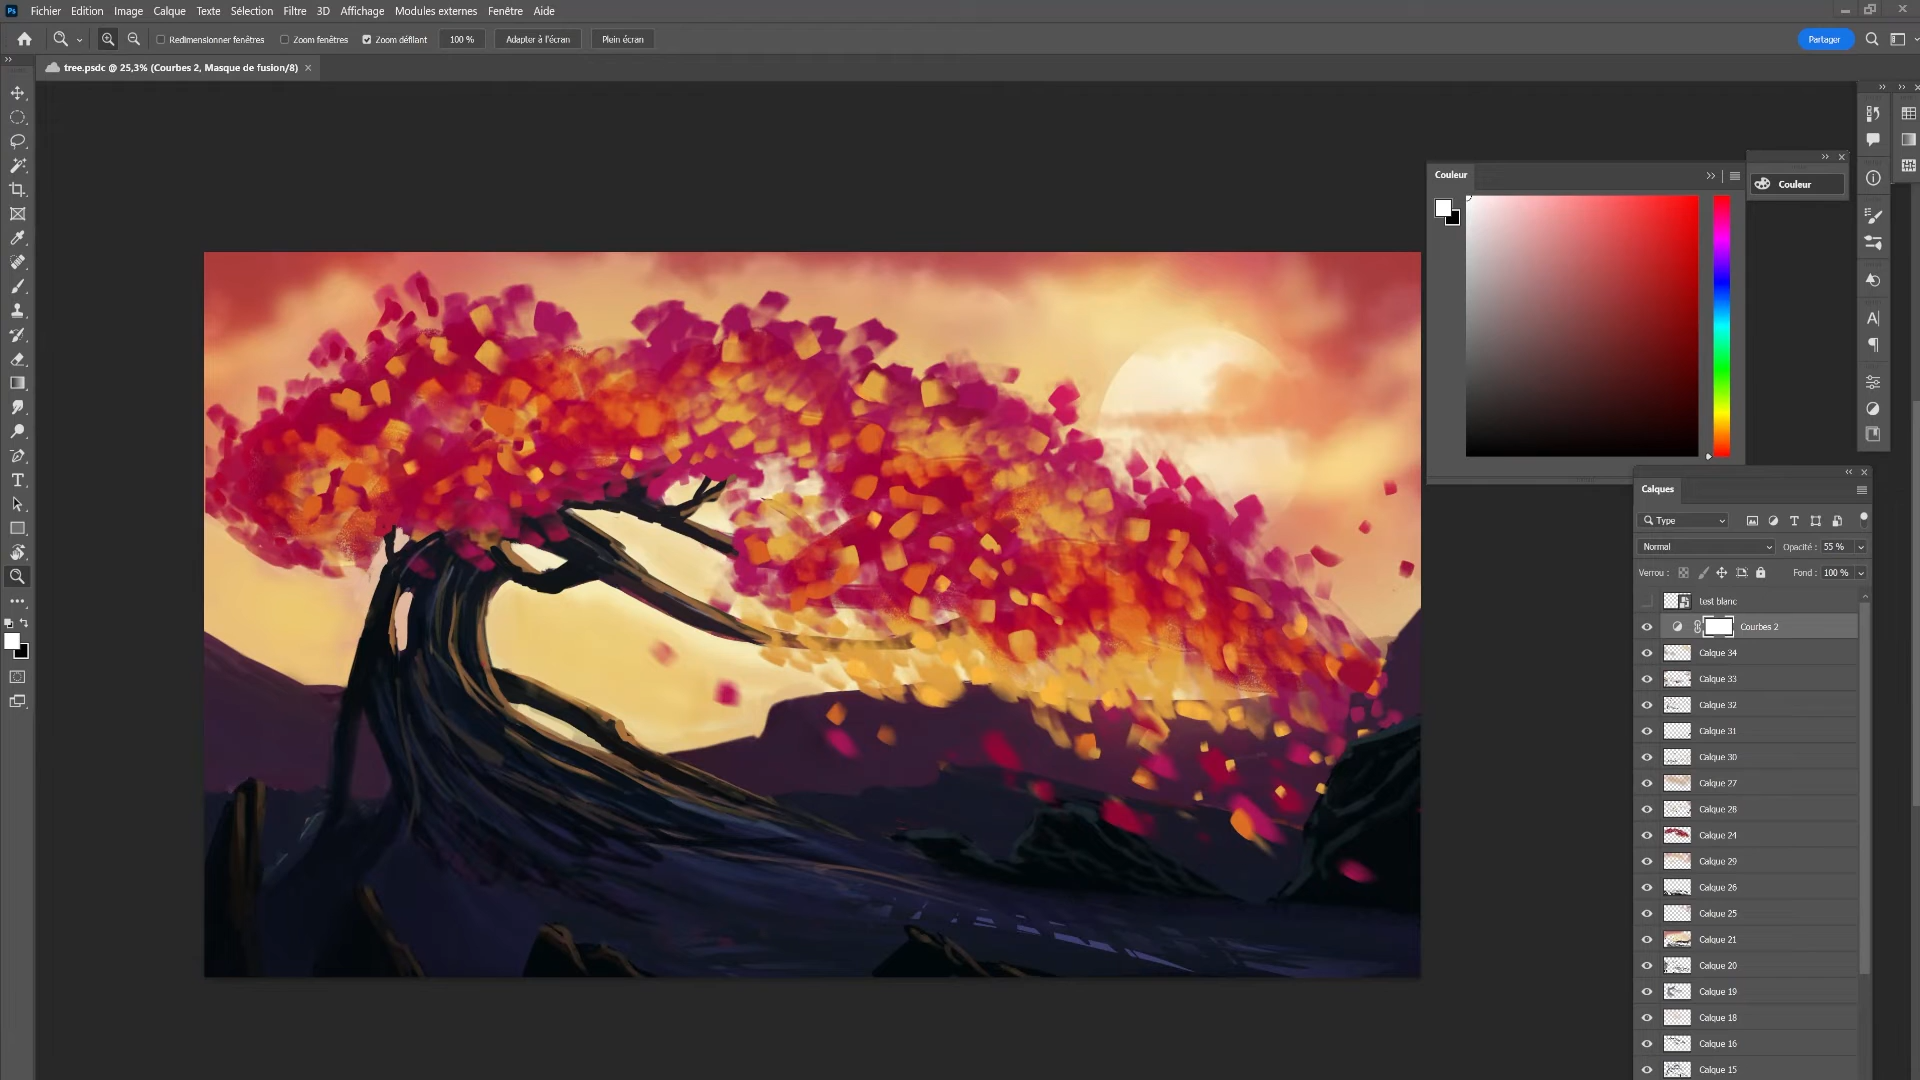 Ps Fichier Edition Image Calque Texte Sélection Filtre 3D Affichage Modules externes Fenêtre Aide
Redimensionner fenêtres Zoom fenêtres Zoom défilant 100 % Adapter à l'écran Plein écran Partager
tree.psdc @ 25,3% (Courbes 2, Masque de fusion/8) ×
Couleur
Couleur
Calques
Type
Normal Opacité : 55 %
Verrou : Fond : 100 %
test blanc
Courbes 2
Calque 34
Calque 33
Calque 32
Calque 31
Calque 30
Calque 27
Calque 28
Calque 24
Calque 29
Calque 26
Calque 25
Calque 21
Calque 20
Calque 19
Calque 18
Calque 16
Calque 15